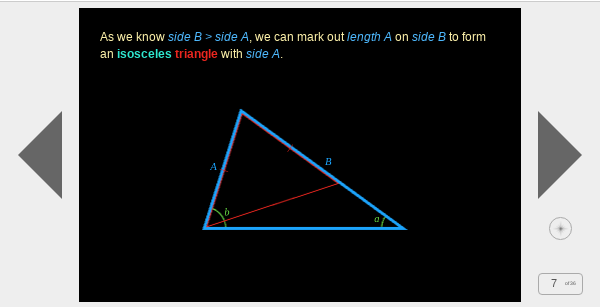 As we know side B > side A, we can mark out length A on side B to form
an isosceles triangle with side A.
A
B
b
a
7 of 36